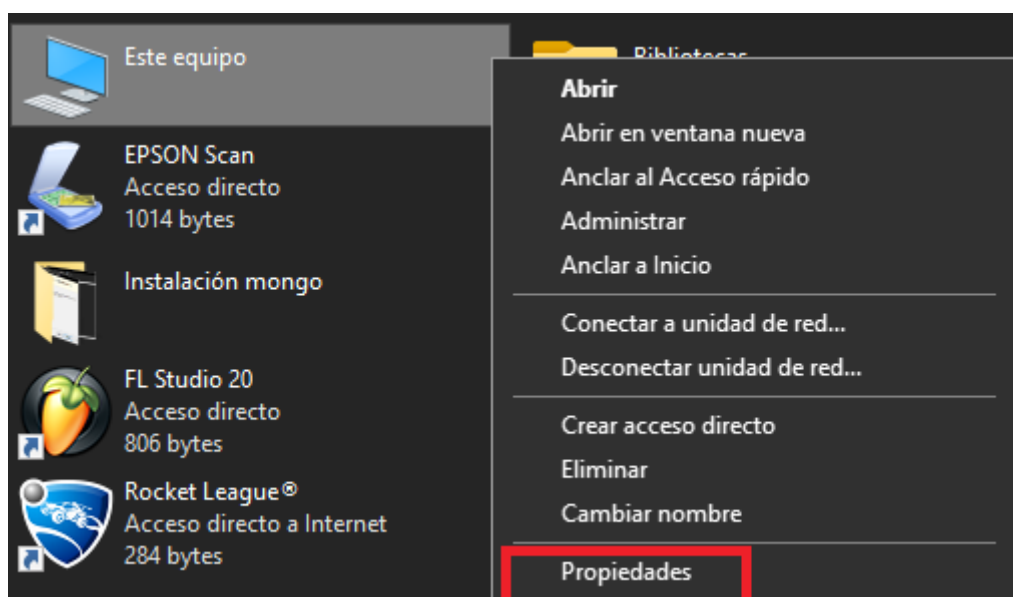 Este equipo
EPSON Scan
Acceso directo
1014 bytes
Instalación mongo
FL Studio 20
Acceso directo
806 bytes
Rocket League®
Acceso directo a Internet
284 bytes
Bibliotecas
Abrir
Abrir en ventana nueva
Anclar al Acceso rápido
Administrar
Anclar a Inicio
Conectar a unidad de red...
Desconectar unidad de red...
Crear acceso directo
Eliminar
Cambiar nombre
Propiedades